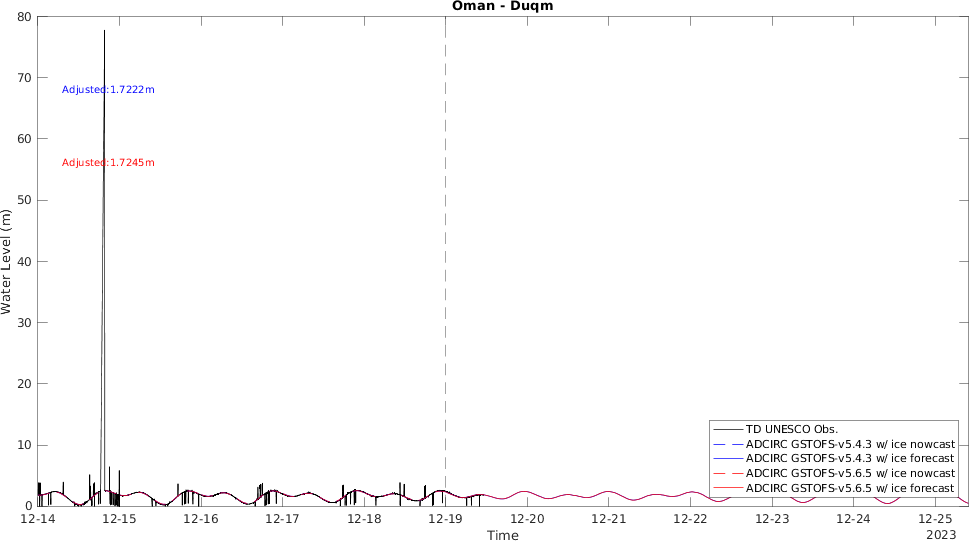 Oman - Duqm
80
70
60
50
40
30
20
10
0
Water Level (m)
Adjusted:1.7222m
Adjusted:1.7245m
TD UNESCO Obs.
ADCIRC GSTOFS-v5.4.3 w/ ice nowcast
ADCIRC GSTOFS-v5.4.3 w/ ice forecast
ADCIRC GSTOFS-v5.6.5 w/ ice nowcast
ADCIRC GSTOFS-v5.6.5 w/ ice forecast
12-14 12-15 12-16 12-17 12-18 12-19 12-20 12-21 12-22 12-23 12-24 12-25
Time
2023